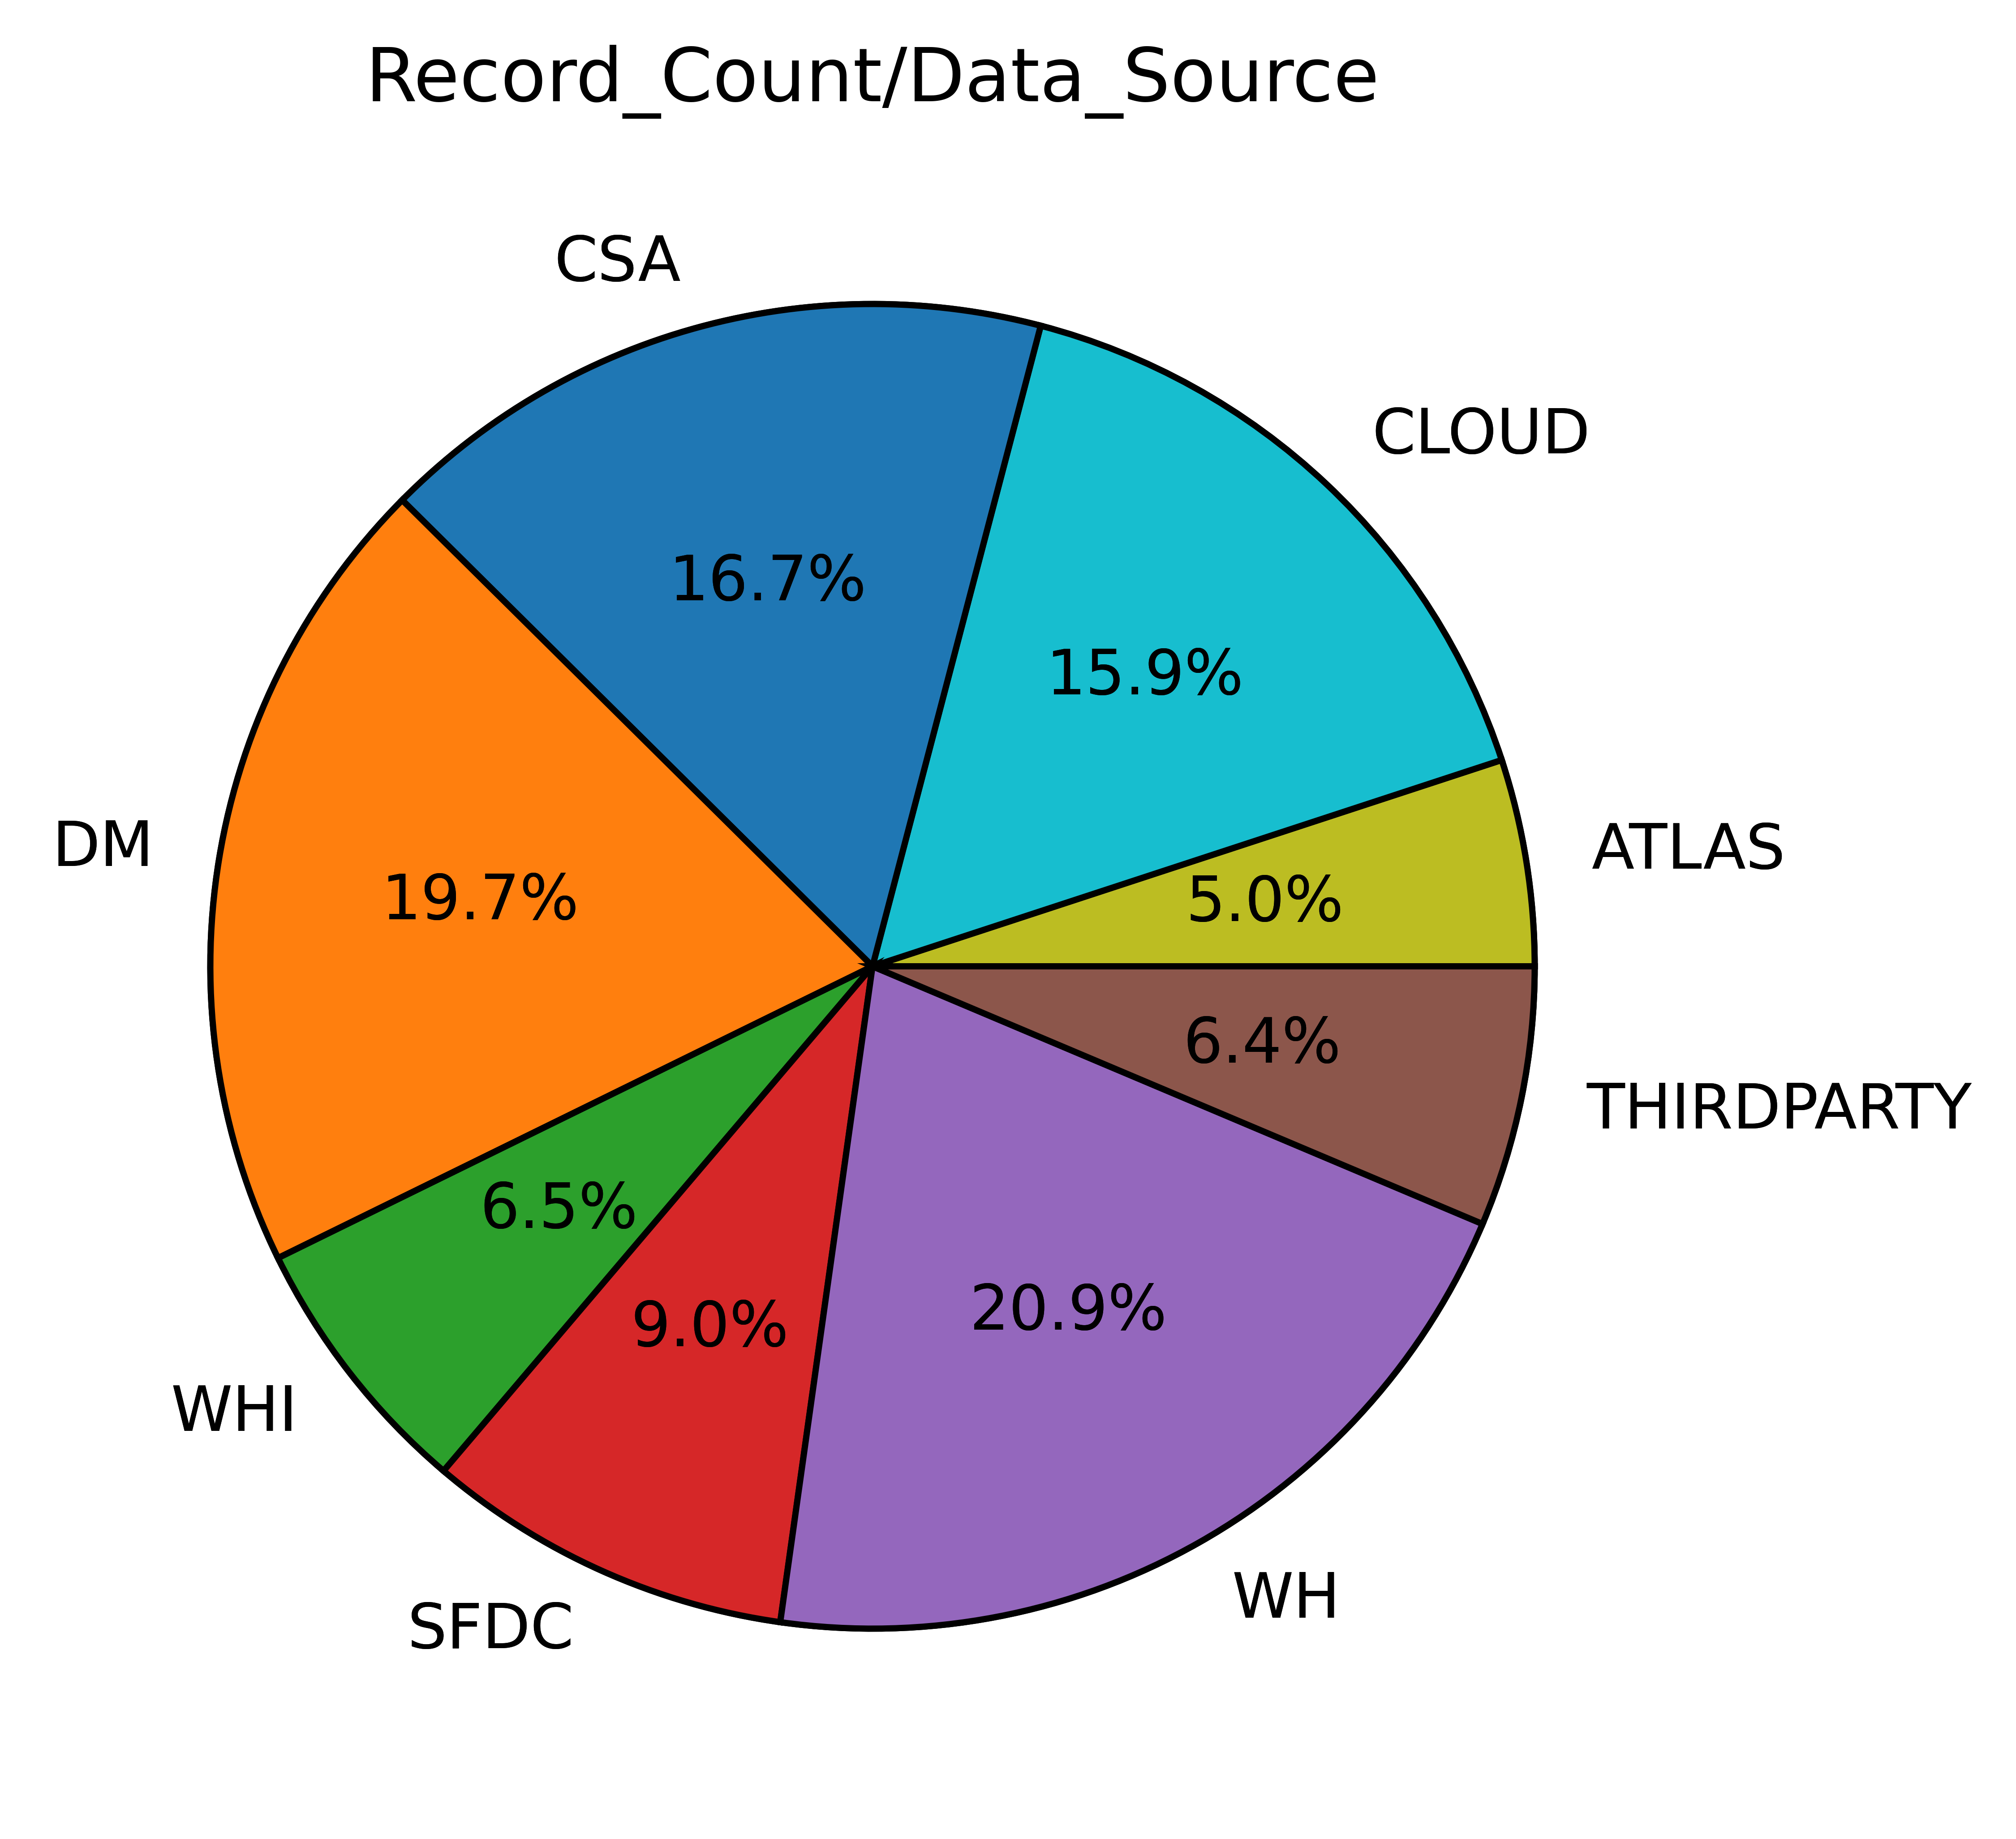 Record_Count/Data_Source
CSA
CLOUD
16.7%
15.9%
DM
ATLAS
19.7%
5.0%
6.4%
THIRDPARTY
6.5%
9.0%
20.9%
WHI
WH
SFDC